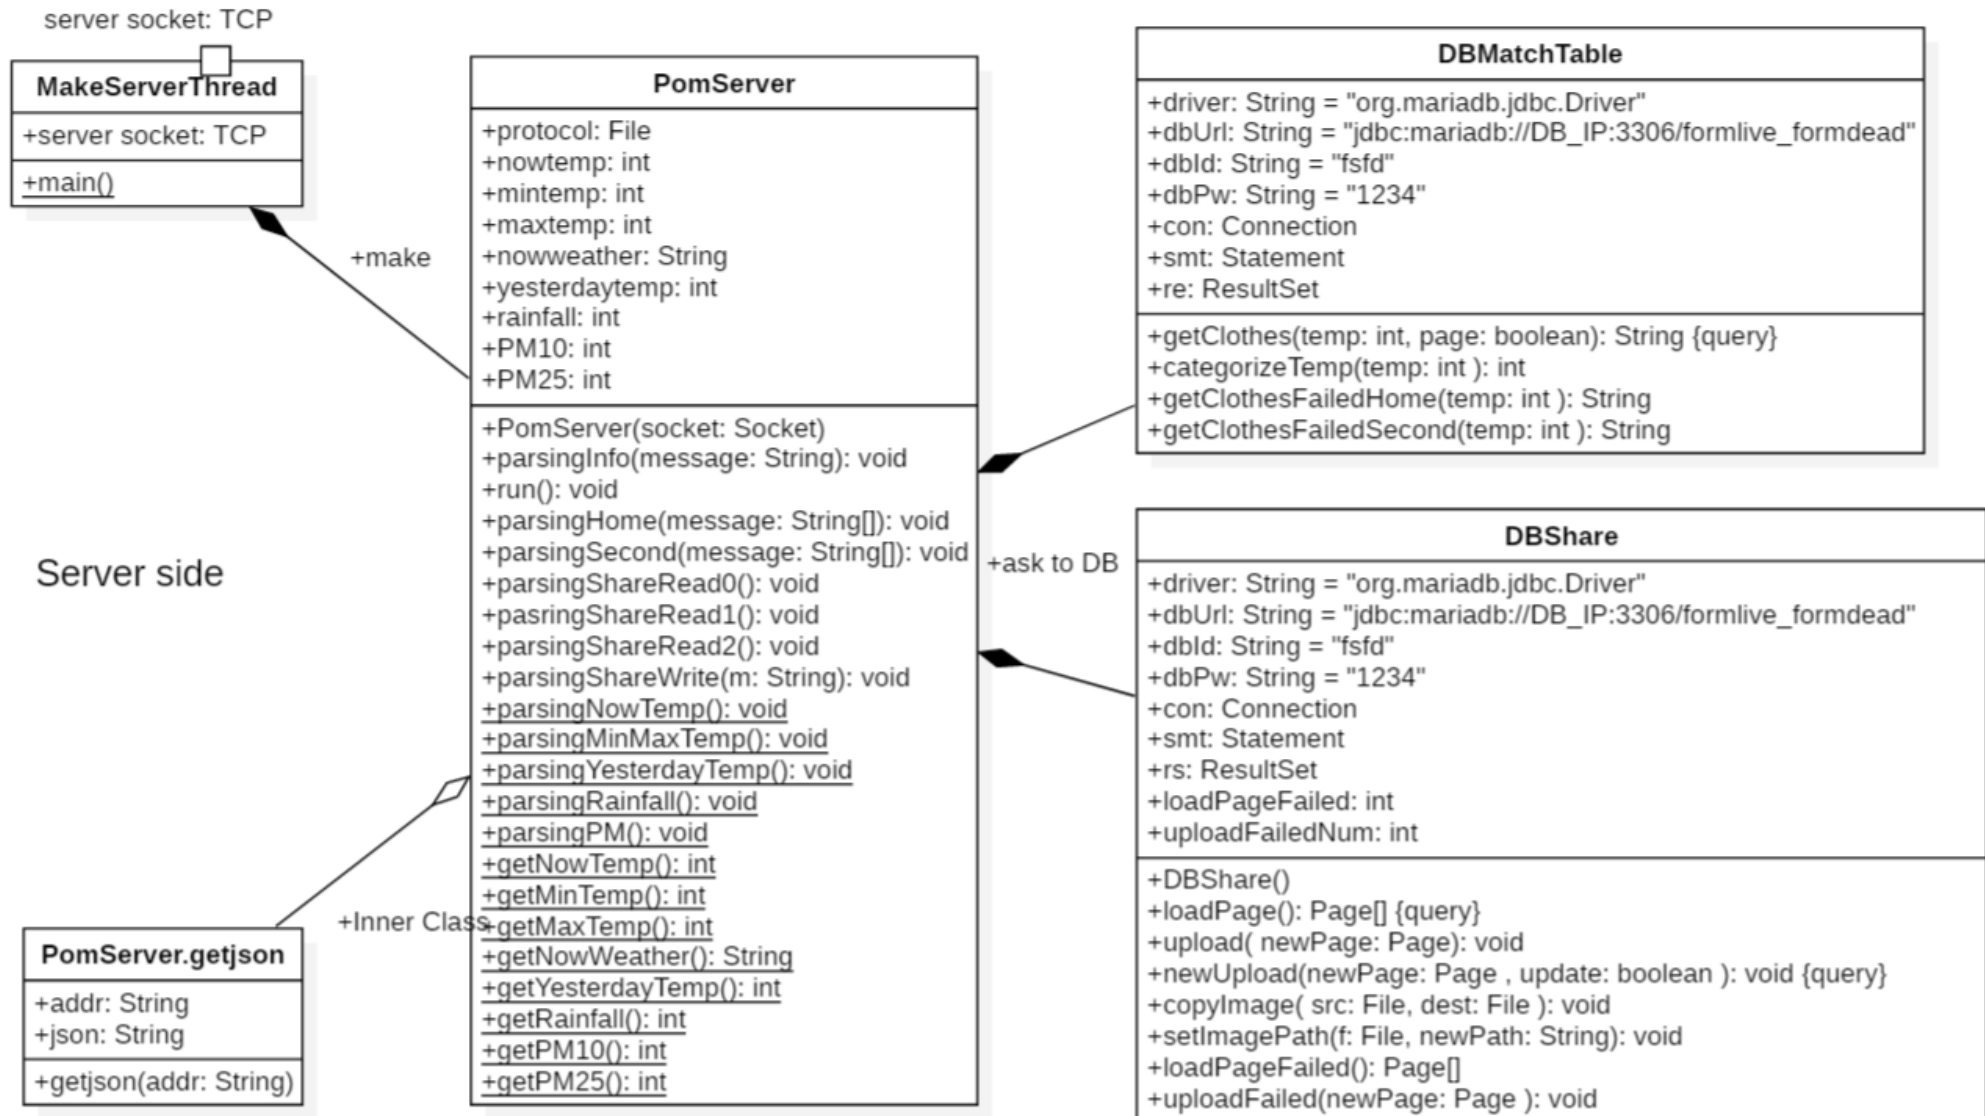 server socket: TCP
MakeServerThread
+server socket: TCP
+main()
+make
Server side
PomServer
+protocol: File
+nowtemp: int
+mintemp: int
+maxtemp: int
+nowweather: String
+yesterdaytemp: int
+rainfall: int
+PM10: int
+PM25: int
+PomServer(socket: Socket)
+parsingInfo(message: String): void
+run(): void
+parsingHome(message: String[]): void
+parsingSecond(message: String[]): void
+parsingShareRead0(): void
+pasringShareRead1(): void
+parsingShareRead2(): void
+parsingShareWrite(m: String): void
+parsingNowTemp(): void
+parsingMinMaxTemp(): void
+parsingYesterdayTemp(): void
+parsingRainfall(): void
+parsingPM(): void
+getNowTemp(): int
+getMinTemp(): int
+getMaxTemp(): int
+getNowWeather(): String
+getYesterdayTemp(): int
+getRainfall(): int
+getPM10(): int
+getPM25(): int
+Inner Class
PomServer.getjson
+addr: String
+json: String
+getjson(addr: String)
+ask to DB
DBMatchTable
+driver: String = "org.mariadb.jdbc.Driver"
+dbUrl: String = "jdbc:mariadb://DB_IP:3306/formlive_formdead"
+dbId: String = "fsfd"
+dbPw: String = "1234"
+con: Connection
+smt: Statement
+re: ResultSet
+getClothes(temp: int, page: boolean): String {query}
+categorizeTemp(temp: int ): int
+getClothesFailedHome(temp: int ): String
+getClothesFailedSecond(temp: int ): String
DBShare
+driver: String = "org.mariadb.jdbc.Driver"
+dbUrl: String = "jdbc:mariadb://DB_IP:3306/formlive_formdead"
+dbId: String = "fsfd"
+dbPw: String = "1234"
+con: Connection
+smt: Statement
+rs: ResultSet
+loadPageFailed: int
+uploadFailedNum: int
+DBShare()
+loadPage(): Page[] {query}
+upload( newPage: Page): void
+newUpload(newPage: Page , update: boolean ): void {query}
+copyImage( src: File, dest: File ): void
+setImagePath(f: File, newPath: String): void
+loadPageFailed(): Page[]
+uploadFailed(newPage: Page ): void